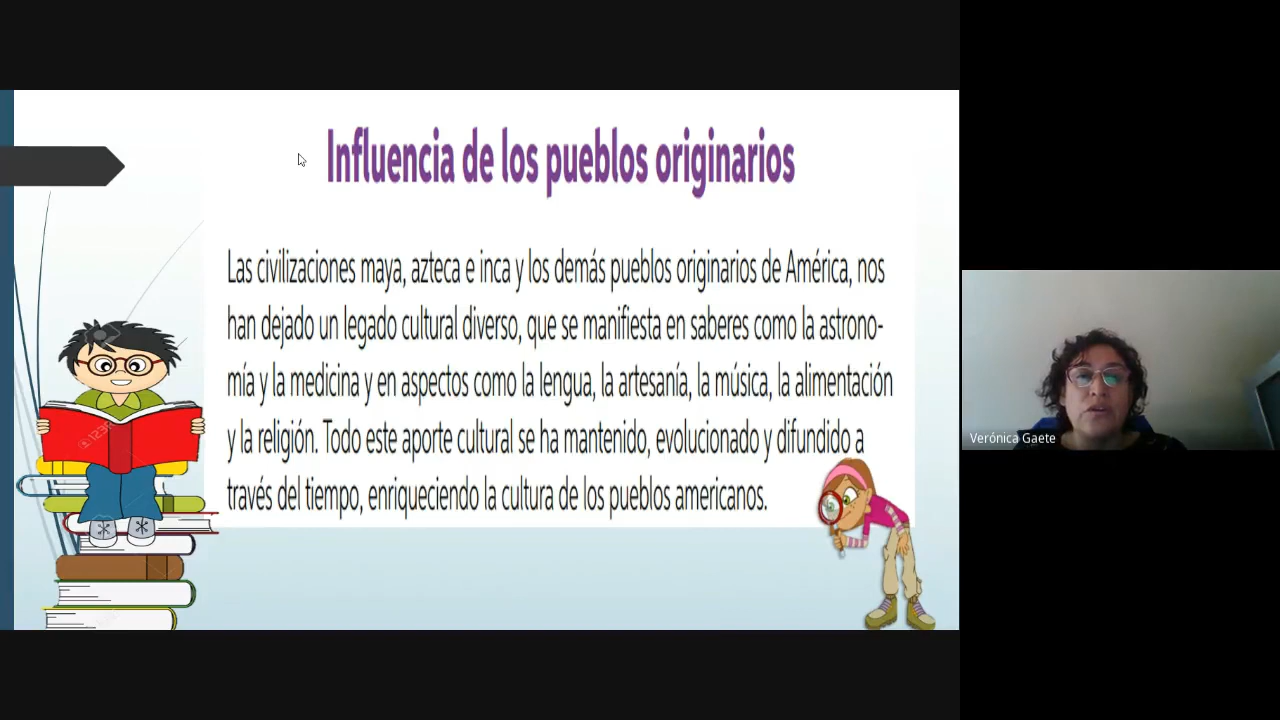 Influencia de los pueblos originarios
Las civilizaciones maya, azteca e inca y los demás pueblos originarios de América, nos
han dejado un legado cultural diverso, que se manifiesta en saberes como la astrono-
mía y la medicina y en aspectos como la lengua, la artesanía, la música, la alimentación
y la religión. Todo este aporte cultural se ha mantenido, evolucionado y difundido a
través del tiempo, enriqueciendo la cultura de los pueblos americanos.
Verónica Gaete